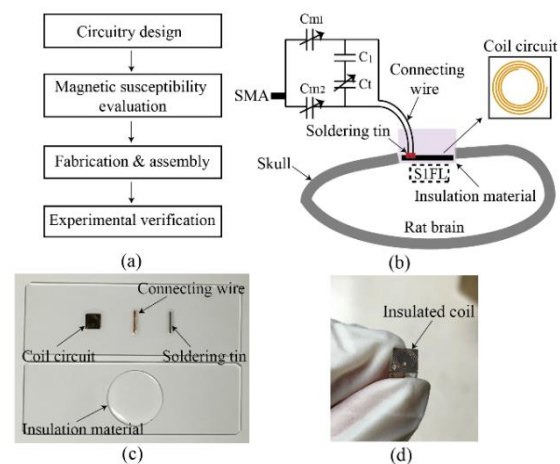 Circuitry design
Magnetic susceptibility
evaluation
Fabrication & assembly
Experimental verification
(a)
Cm1
C1
Ct
Cm2
SMA
Coil circuit
Connecting
wire
Soldering tin
Skull
S1FL
Insulation material
Rat brain
(b)
Connecting wire
Coil circuit
Soldering tin
Insulation material
(c)
Insulated coil
(d)